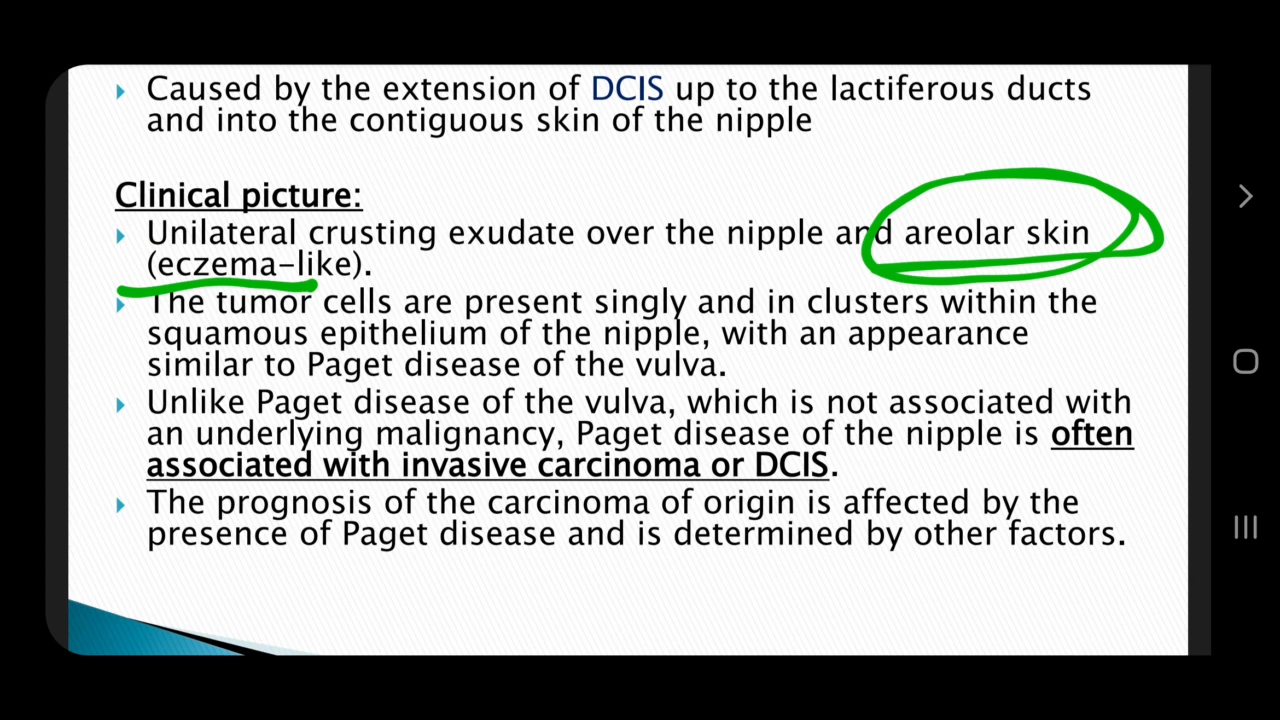 Caused by the extension of DCIS up to the lactiferous ducts
and into the contiguous skin of the nipple
Clinical picture:
Unilateral crusting exudate over the nipple and areolar skin
(eczema-like).
The tumor cells are present singly and in clusters within the
squamous epithelium of the nipple, with an appearance
similar to Paget disease of the vulva.
Unlike Paget disease of the vulva, which is not associated with
an underlying malignancy, Paget disease of the nipple is often
associated with invasive carcinoma or DCIS.
The prognosis of the carcinoma of origin is affected by the
presence of Paget disease and is determined by other factors.